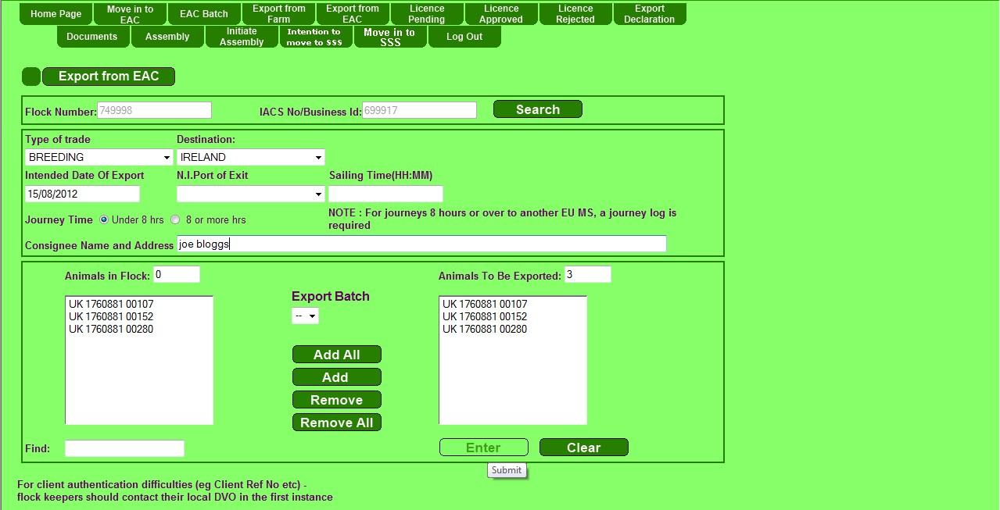 Home Page
Move in to
EAC
EAC Batch
Export from
Farm
Export from
EAC
Licence
Pending
Licence
Approved
Licence
Rejected
Export
Declaration
Documents
Assembly
Initiate
Assembly
Intention to
move to SSS
Move in to
SSS
Log Out
Export from EAC
Flock Number: 749998 IACS No/Business Id: 699917 Search
Type of trade Destination:
BREEDING IRELAND
Intended Date Of Export N.I.Port of Exit Sailing Time(HH:MM)
15/08/2012
Journey Time Under 8 hrs 8 or more hrs
NOTE : For journeys 8 hours or over to another EU MS, a journey log is
required
Consignee Name and Address joe bloggs
Animals in Flock: 0 Animals To Be Exported: 3
UK 1760881 00107
UK 1760881 00152
UK 1760881 00280
Export Batch
--
Add All
Add
Remove
Remove All
UK 1760881 00107
UK 1760881 00152
UK 1760881 00280
Find:
Enter Clear
Submit
For client authentication difficulties (eg Client Ref No etc) -
flock keepers should contact their local DVO in the first instance